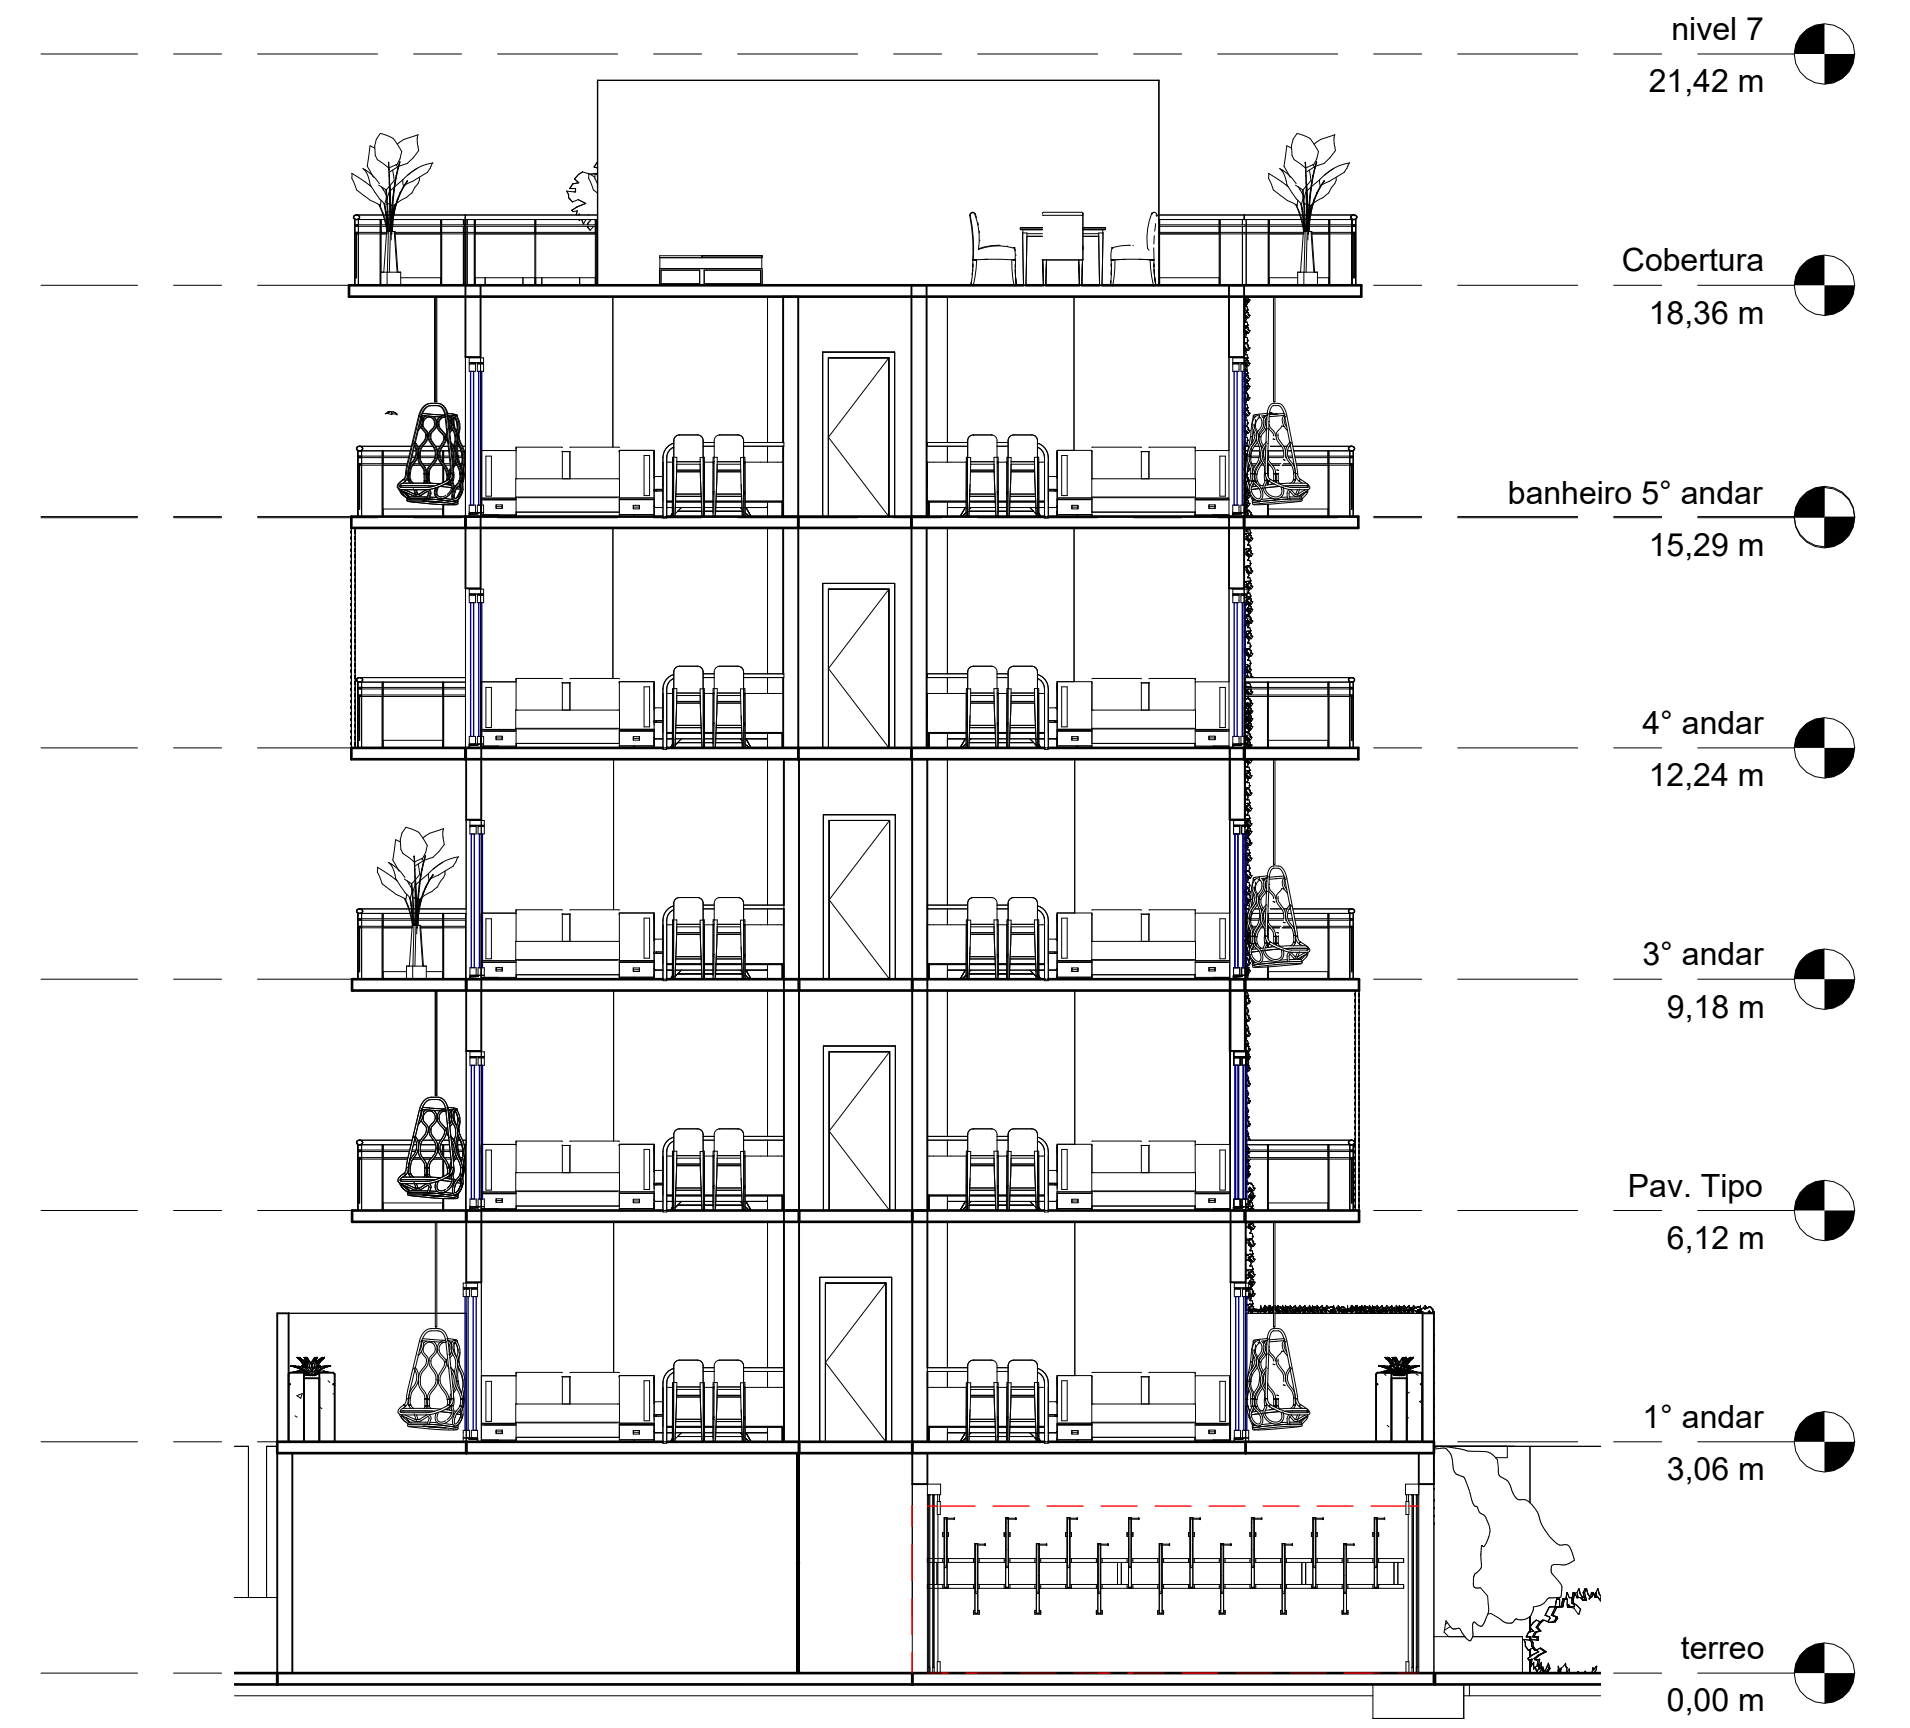 nivel 7
21,42 m
Cobertura
18,36 m
banheiro 5° andar
15,29 m
4° andar
12,24 m
3° andar
9,18 m
Pav. Tipo
6,12 m
1° andar
3,06 m
terreo
0,00 m